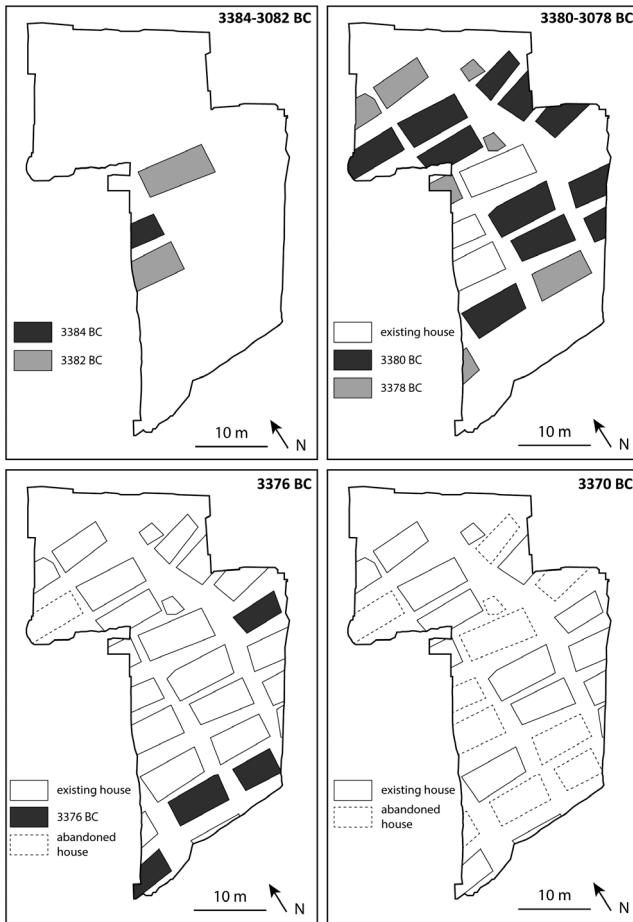 3384-3082 BC
3384 BC
3382 BC
10 m
N
3380-3078 BC
existing house
3380 BC
3378 BC
10 m
N
3376 BC
existing house
3376 BC
abandoned
house
10 m
N
3370 BC
existing house
abandoned
house
10 m
N